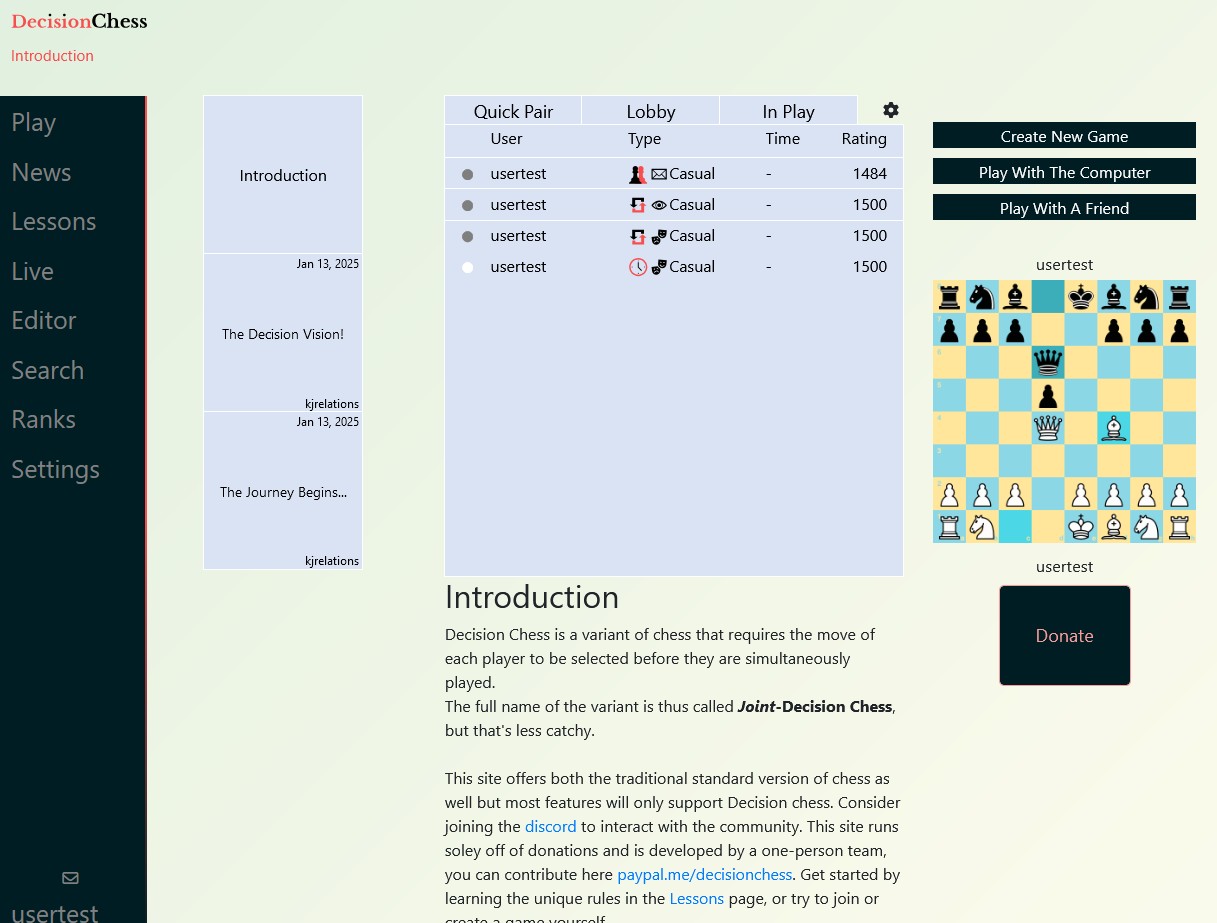 DecisionChess
Introduction
Play
News
Lessons
Live
Editor
Search
Ranks
Settings
usertest
Introduction
Jan 13, 2025
The Decision Vision!
kjrelations
Jan 13, 2025
The Journey Begins...
kjrelations
Quick Pair Lobby In Play
User Type Time Rating
usertest Casual - 1484
usertest Casual - 1500
usertest Casual - 1500
usertest Casual - 1500
Introduction
Decision Chess is a variant of chess that requires the move of
each player to be selected before they are simultaneously
played.
The full name of the variant is thus called Joint-Decision Chess,
but that's less catchy.
This site offers both the traditional standard version of chess as
well but most features will only support Decision chess. Consider
joining the discord to interact with the community. This site runs
soley off of donations and is developed by a one-person team,
you can contribute here paypal.me/decisionchess. Get started by
learning the unique rules in the Lessons page, or try to join or
create a game yourself.
Create New Game
Play With The Computer
Play With A Friend
usertest
usertest
Donate